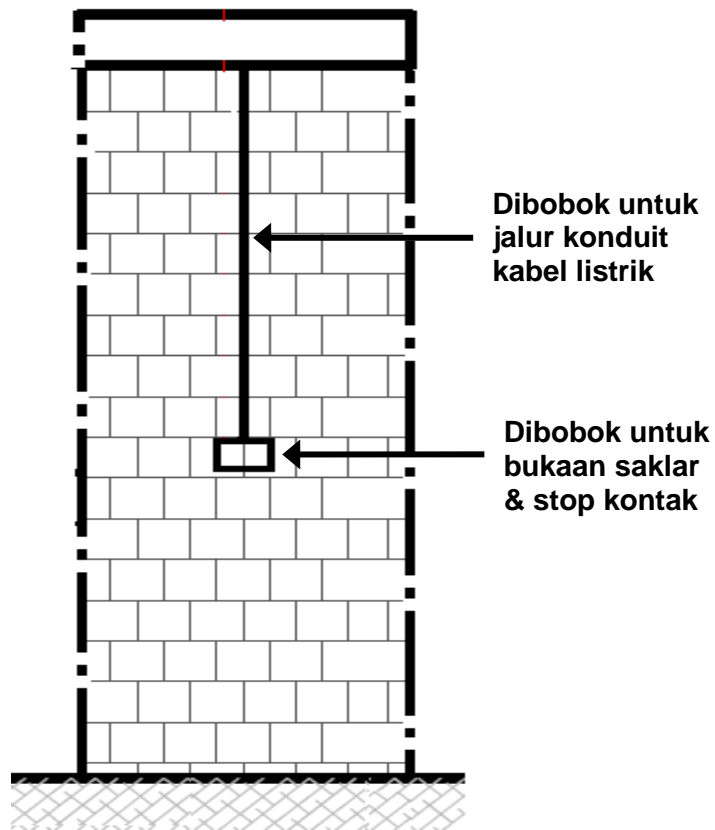 Dibobok untuk
jalur konduit
kabel listrik
Dibobok untuk
bukaan saklar
& stop kontak